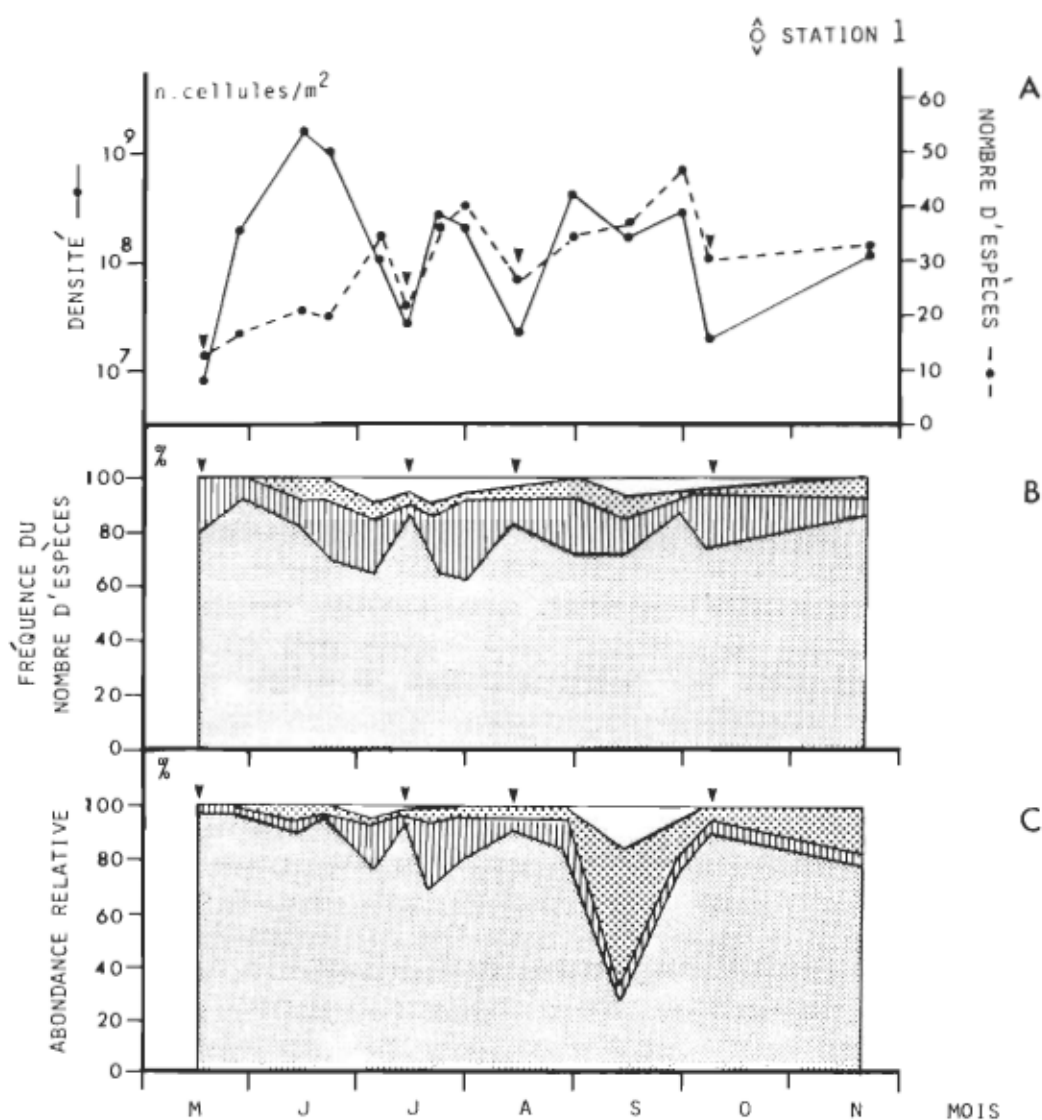 STATION 1
A
n.cellules/m2
10 9
10 8
10 7
DENSITÉ
60
50
40
30
20
10
0
NOMBRE D'ESPÉCES
B
%
100
80
60
40
20
0
FRÉQUENCE DU
NOMBRE D'ESPÈCES
C
%
100
80
60
40
20
0
ABONDANCE RELATIVE
M J J A S O N MOIS